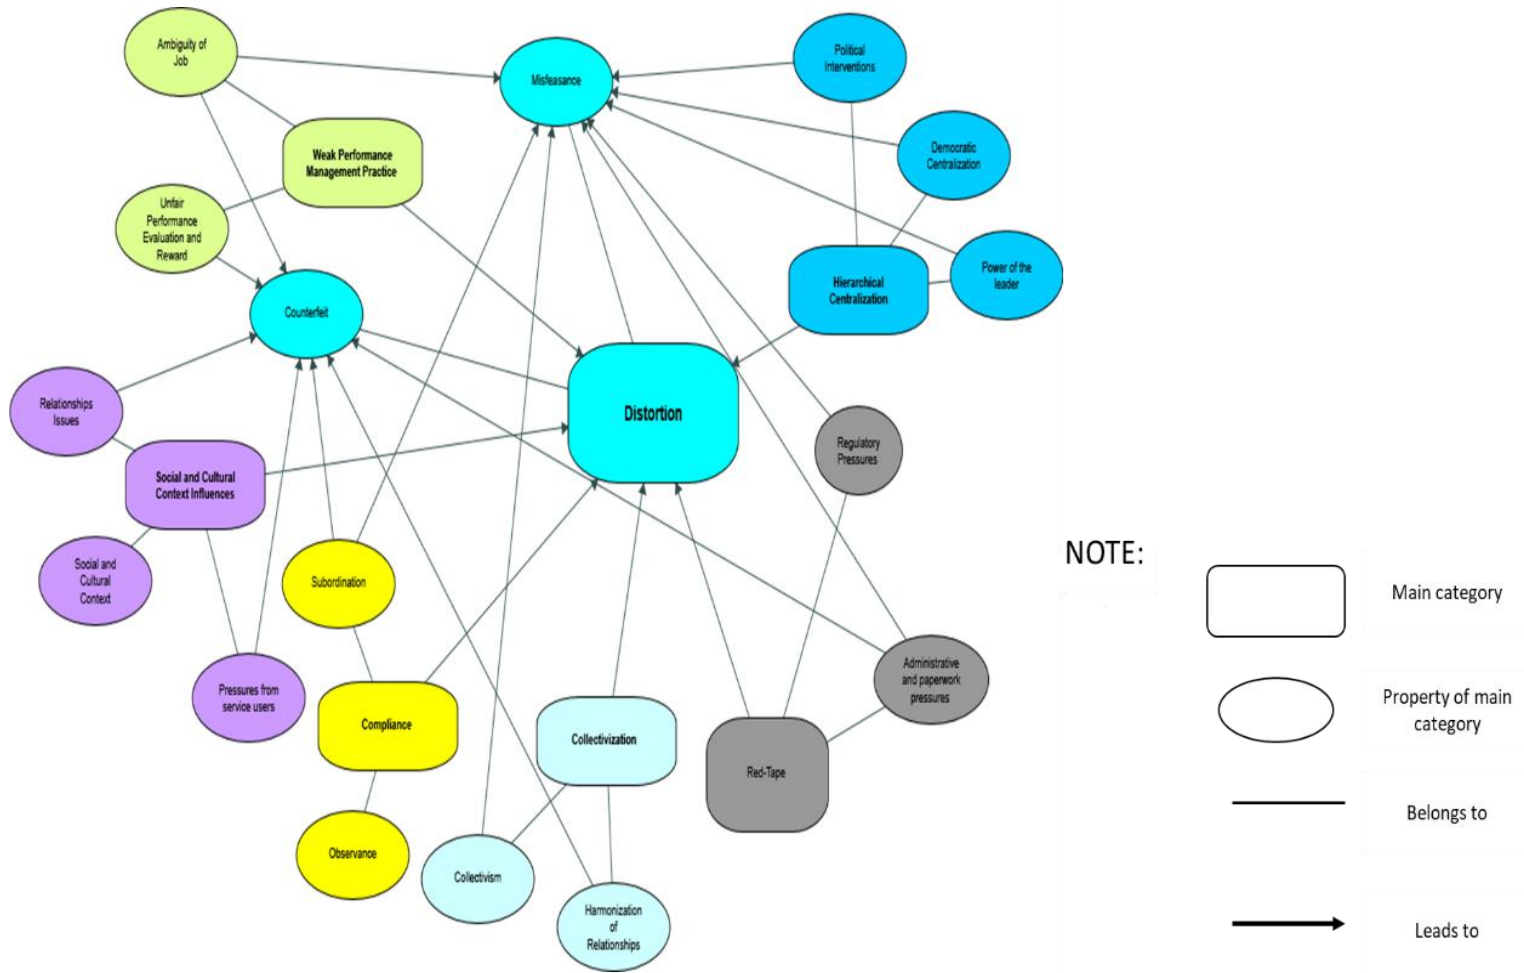 Ambiguity of
Job
Misfeasance
Political
Interventions
Weak Performance
Management Practice
Democratic
Centralization
Unfair
Performance
Evaluation and
Reward
Hierarchical
Centralization
Power of the
leader
Counterfeit
Distortion
Relationships
Issues
Regulatory
Pressures
Social and Cultural
Context Influences
Social and
Cultural
Context
Subordination
NOTE:
Main category
Pressures from
service users
Compliance
Collectivization
Administrative
and paperwork
pressures
Property of main
category
Red-Tape
Belongs to
Observance
Collectivism
Harmonization
of
Relationships
Leads to